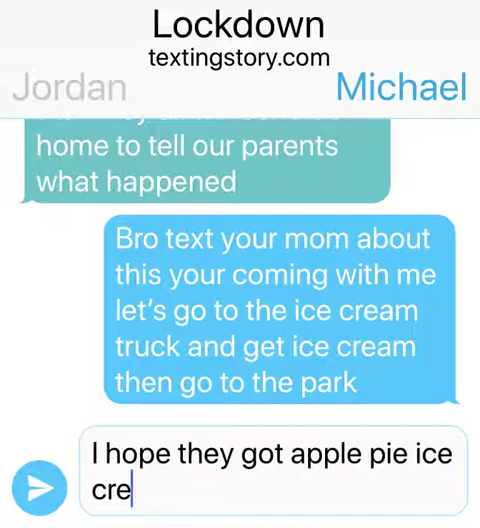 Lockdown
textingstory.com
Jordan Michael
home to tell our parents
what happened
Bro text your mom about
this your coming with me
let's go to the ice cream
truck and get ice cream
then go to the park
I hope they got apple pie ice
cre